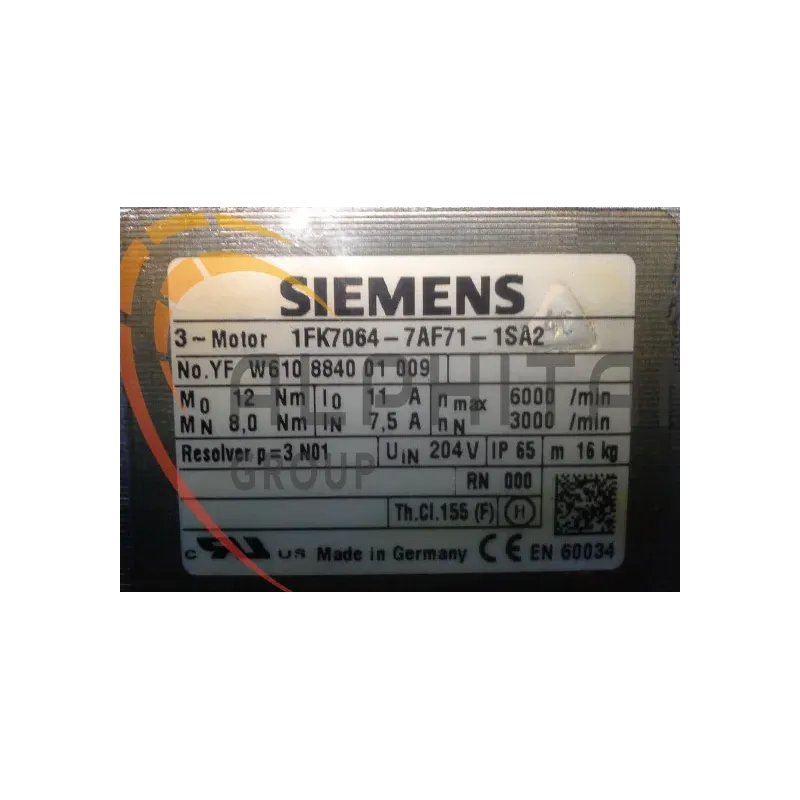 SIEMENS
3~Motor 1FK7064-7AF71-1SA2
No.YF W610 8840 01 009
M0 12 Nm I0 11 A n max 6000 /min
MN 8,0 Nm IN 7,5 A nN 3000 /min
Resolver p=3 N01 UIN 204V IP 65 m 16 kg
RN 000
Th.Cl.155 (F) H
c US Made in Germany CE EN 60034
ALPHITAN
GROUP